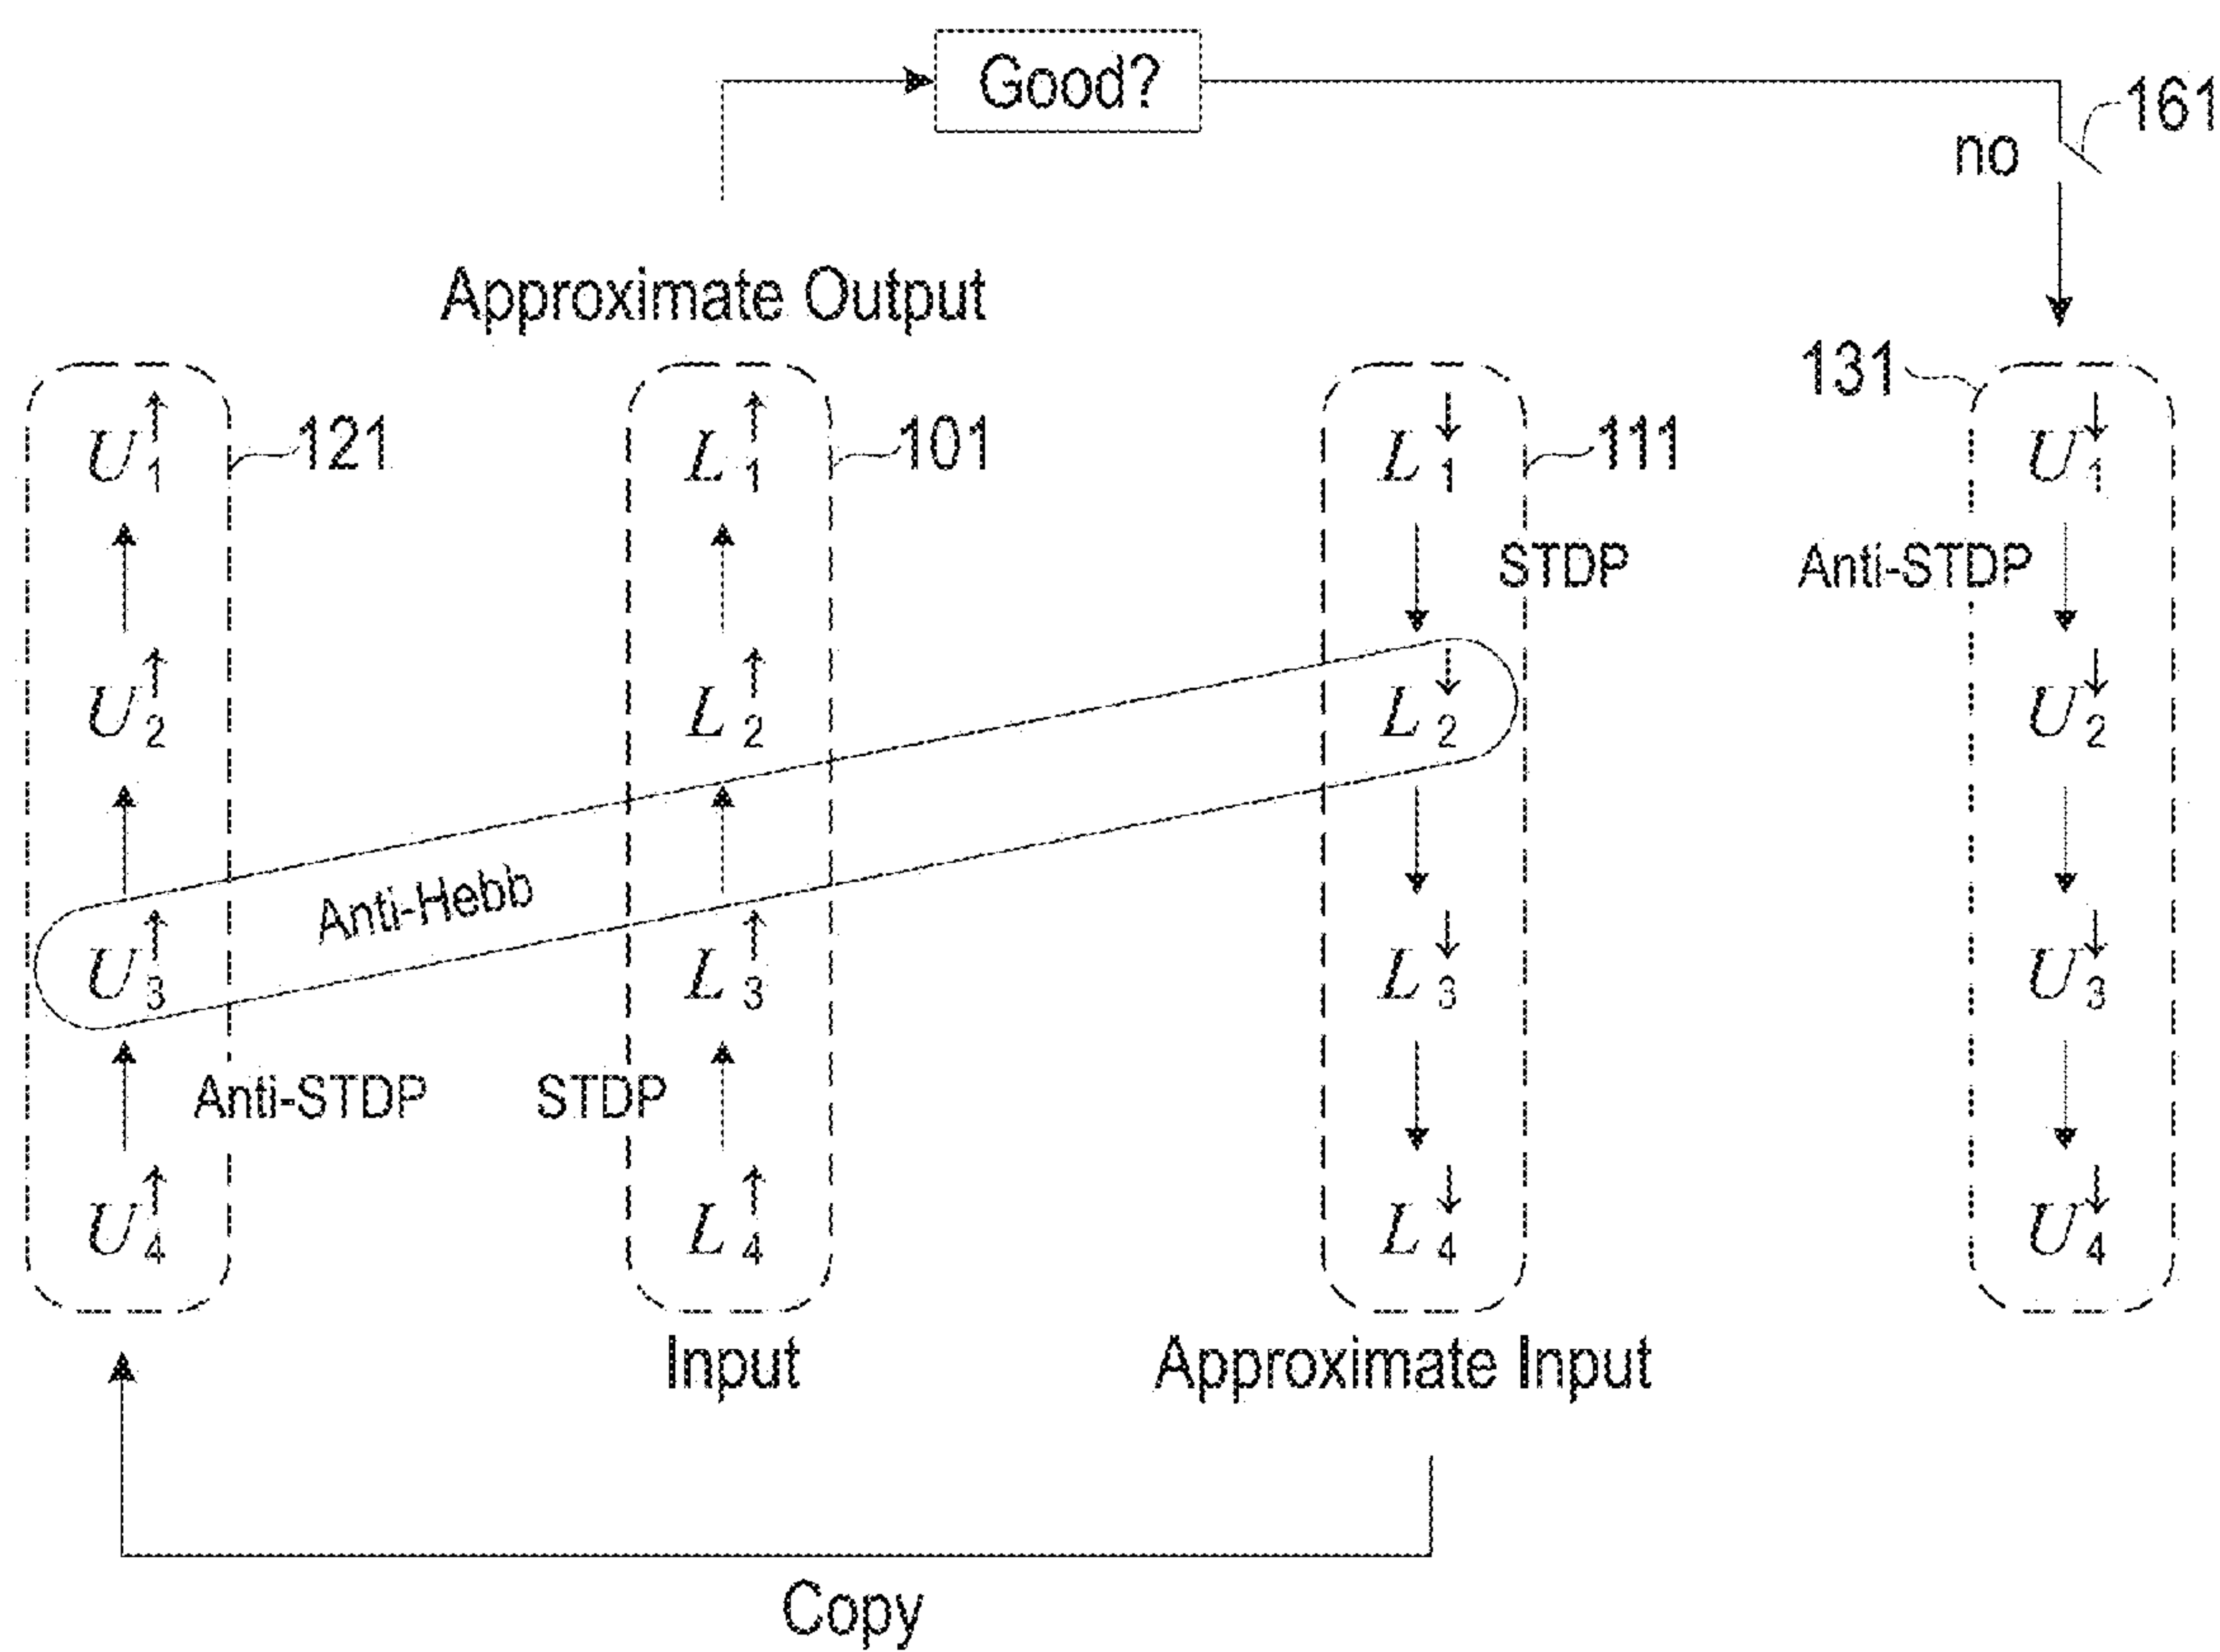 Good?
161
no
Approximate Output
131
U↑1 121 L↑1 101 L↓1 111 U↓1
STDP Anti-STDP
U↑2 L↑2 L↓2 U↓2
Anti-Hebb
U↑3 L↑3 L↓3 U↓3
Anti-STDP STDP
U↑4 L↑4 L↓4 U↓4
Input Approximate Input
Copy